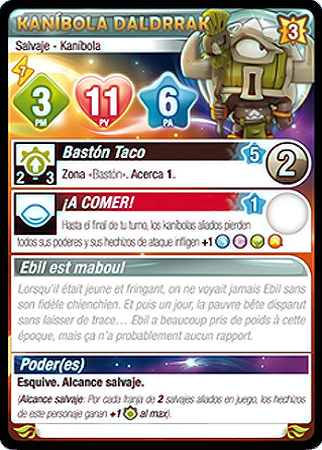 KANÍBOLA DALDRRAK
3
Salvaje - Kaníbola
7
3
PM
11
PV
6
PA
Bastón Taco
5
2
2 - 3
Zona «Bastón». Acerca 1.
¡A COMER!
1
Hasta el final de tu turno, los kaníbolas aliados pierden
todos sus poderes y sus hechizos de ataque infligen +1
Ebil est maboul
Lorsqu'il était jeune et fringant, on ne voyait jamais Ebil sans
son fidèle chienchien. Et puis un jour, la pauvre bête disparut
sans laisser de trace… Ebil a beaucoup pris de poids à cette
époque, mais ça n'a probablement aucun rapport.
Poder(es)
Esquive. Alcance salvaje.
(Alcance salvaje: Por cada franja de 2 salvajes aliados en juego, los hechizos
de este personaje ganan +1 al max).